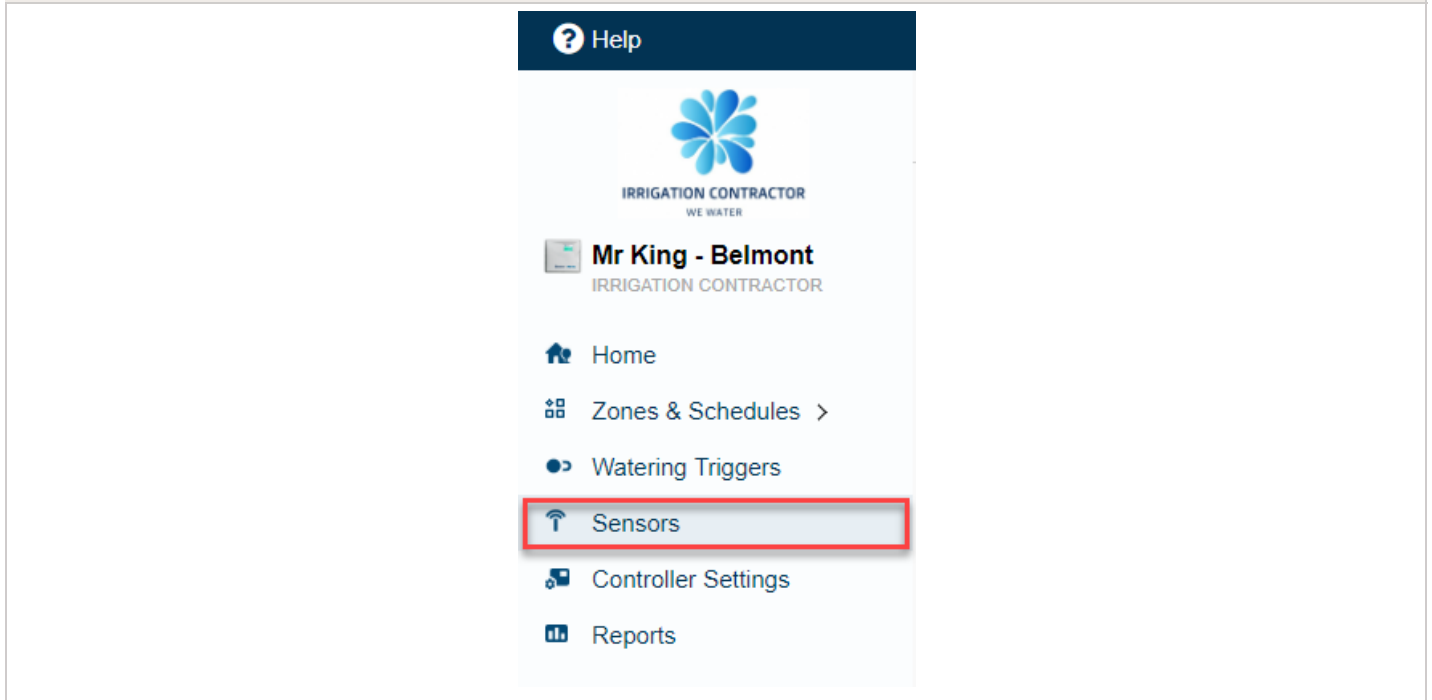 Help
IRRIGATION CONTRACTOR
WE WATER
Mr King - Belmont
IRRIGATION CONTRACTOR
Home
Zones & Schedules >
Watering Triggers
Sensors
Controller Settings
Reports